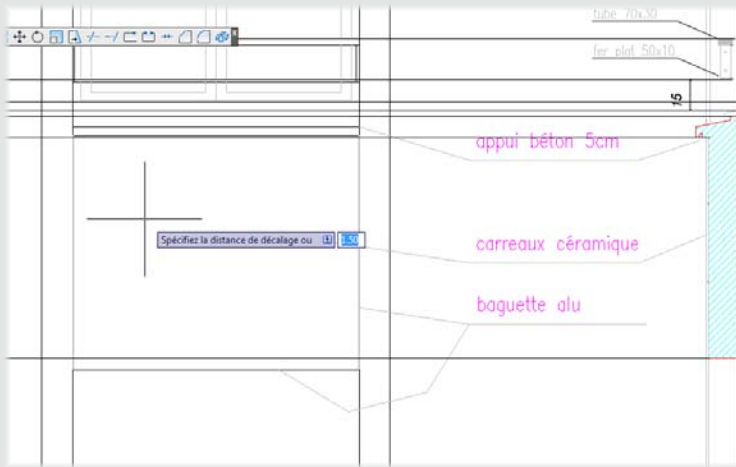 tube 70x30
fer plat 50x10
15
appui béton 5cm
Spécifiez la distance de décalage ou
0.50
carreaux céramique
baguette alu